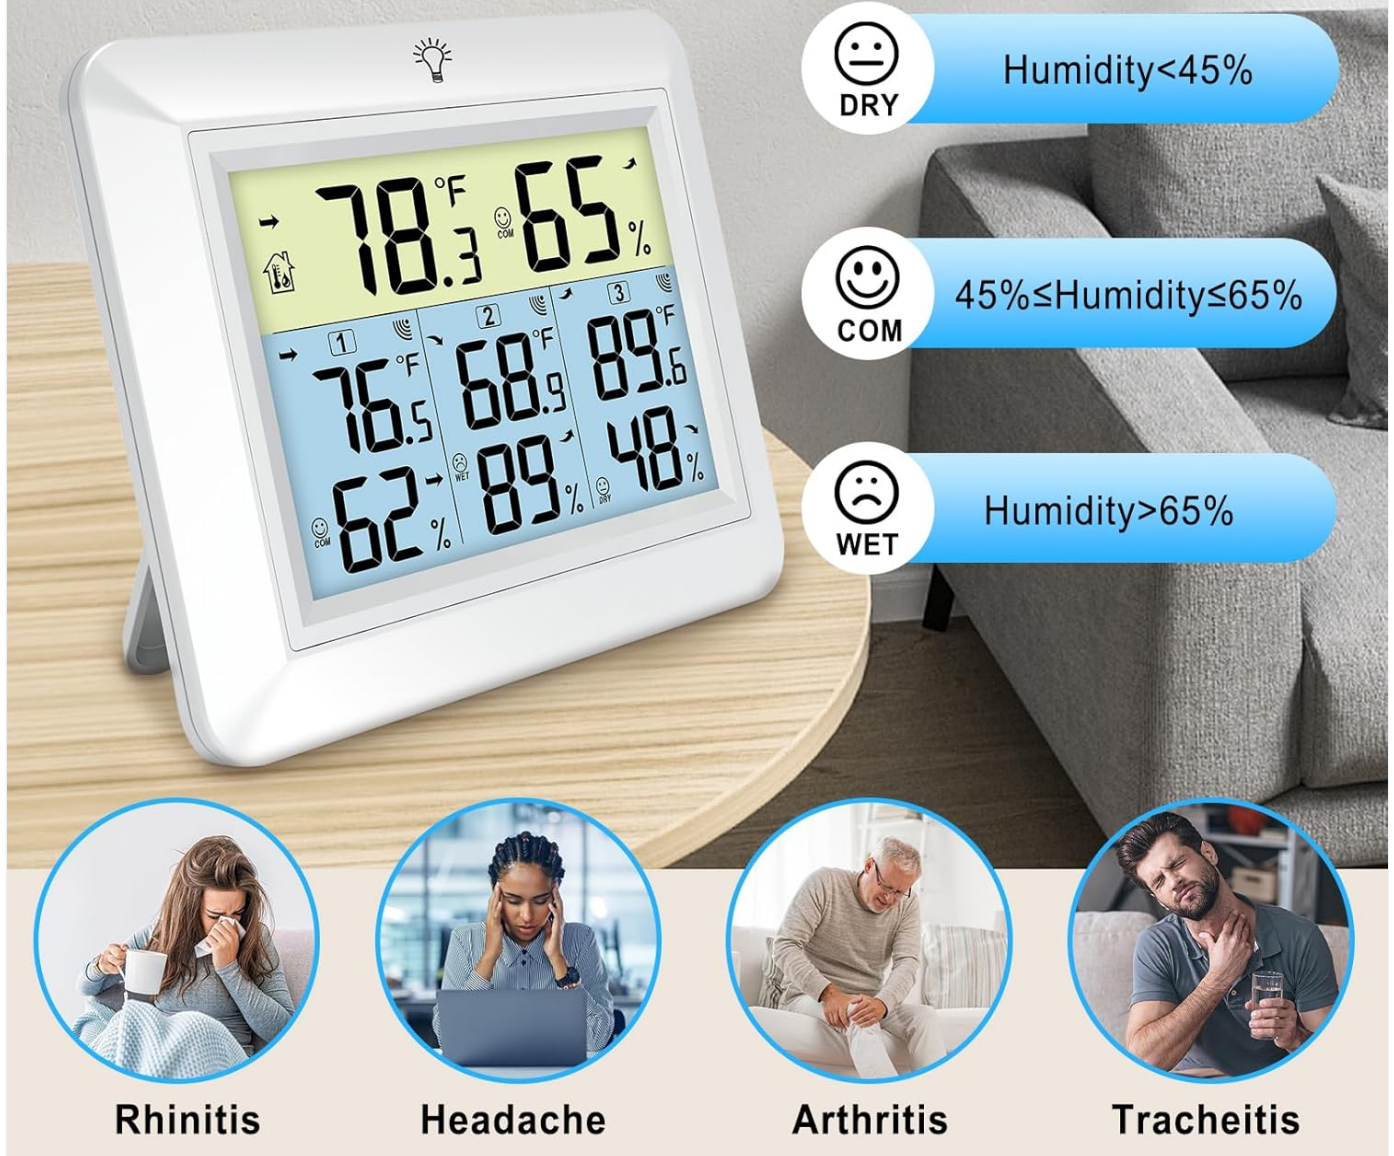 78.3 °F
COM
65 %
1
76.5 °F
COM
62 %
2
68.9 °F
WET
89 %
3
89.6 °F
DRY
48 %
DRY
Humidity<45%
COM
45%≤Humidity≤65%
WET
Humidity>65%
Rhinitis
Headache
Arthritis
Tracheitis